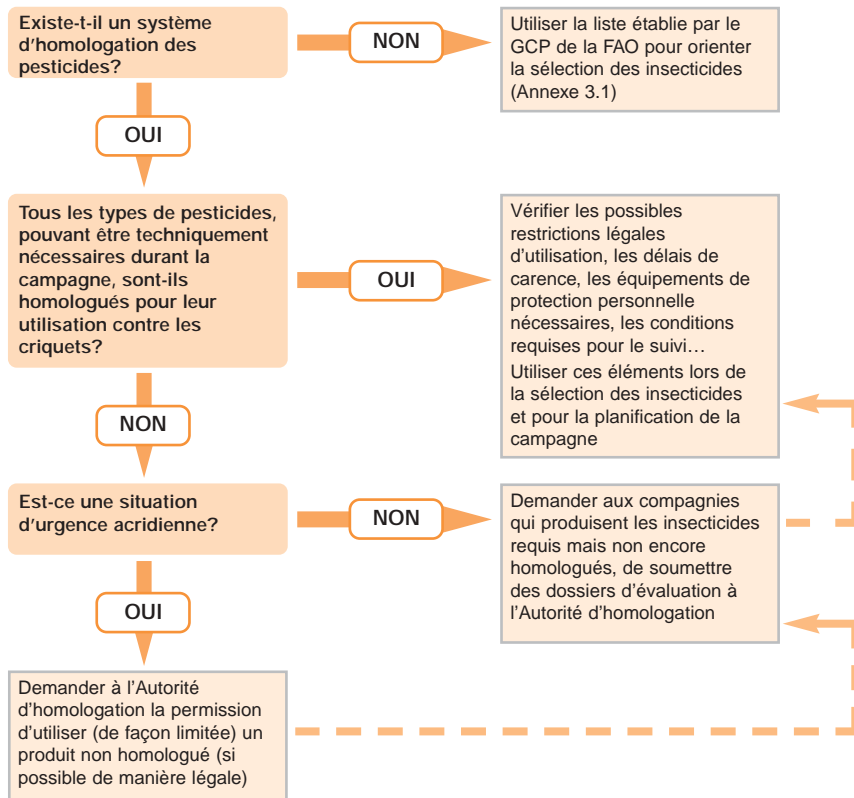 Existe-t-il un système
d'homologation des
pesticides?
NON
Utiliser la liste établie par le
GCP de la FAO pour orienter
la sélection des insecticides
(Annexe 3.1)
OUI
Tous les types de pesticides,
pouvant être techniquement
nécessaires durant la
campagne, sont-ils
homologués pour leur
utilisation contre les
criquets?
OUI
Vérifier les possibles
restrictions légales
d'utilisation, les délais de
carence, les équipements de
protection personnelle
nécessaires, les conditions
requises pour le suivi…
Utiliser ces éléments lors de
la sélection des insecticides
et pour la planification de la
campagne
NON
Est-ce une situation
d'urgence acridienne?
NON
Demander aux compagnies
qui produisent les insecticides
requis mais non encore
homologués, de soumettre
des dossiers d'évaluation à
l'Autorité d'homologation
OUI
Demander à l'Autorité
d'homologation la permission
d'utiliser (de façon limitée) un
produit non homologué (si
possible de manière légale)